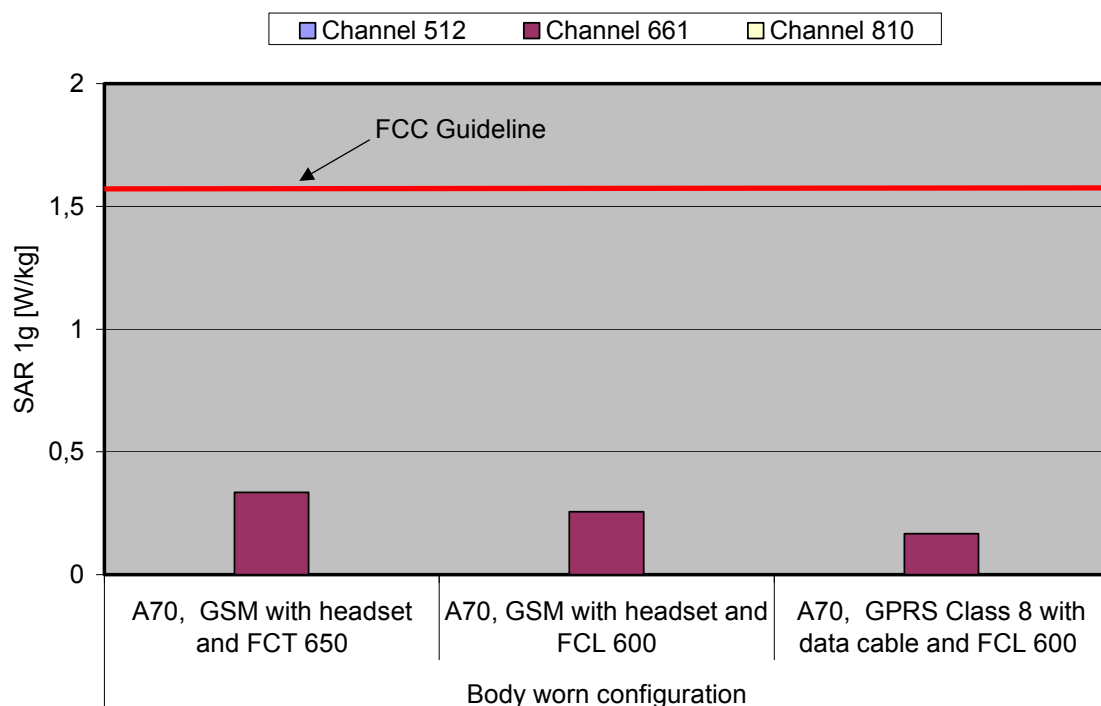 Channel 512 Channel 661 Channel 810
2
FCC Guideline
1,5
SAR 1g [W/kg]
1
0,5
0
A70,  GSM with headset and FCT 650
A70, GSM with headset and FCL 600
A70,  GPRS Class 8 with data cable and FCL 600
Body worn configuration